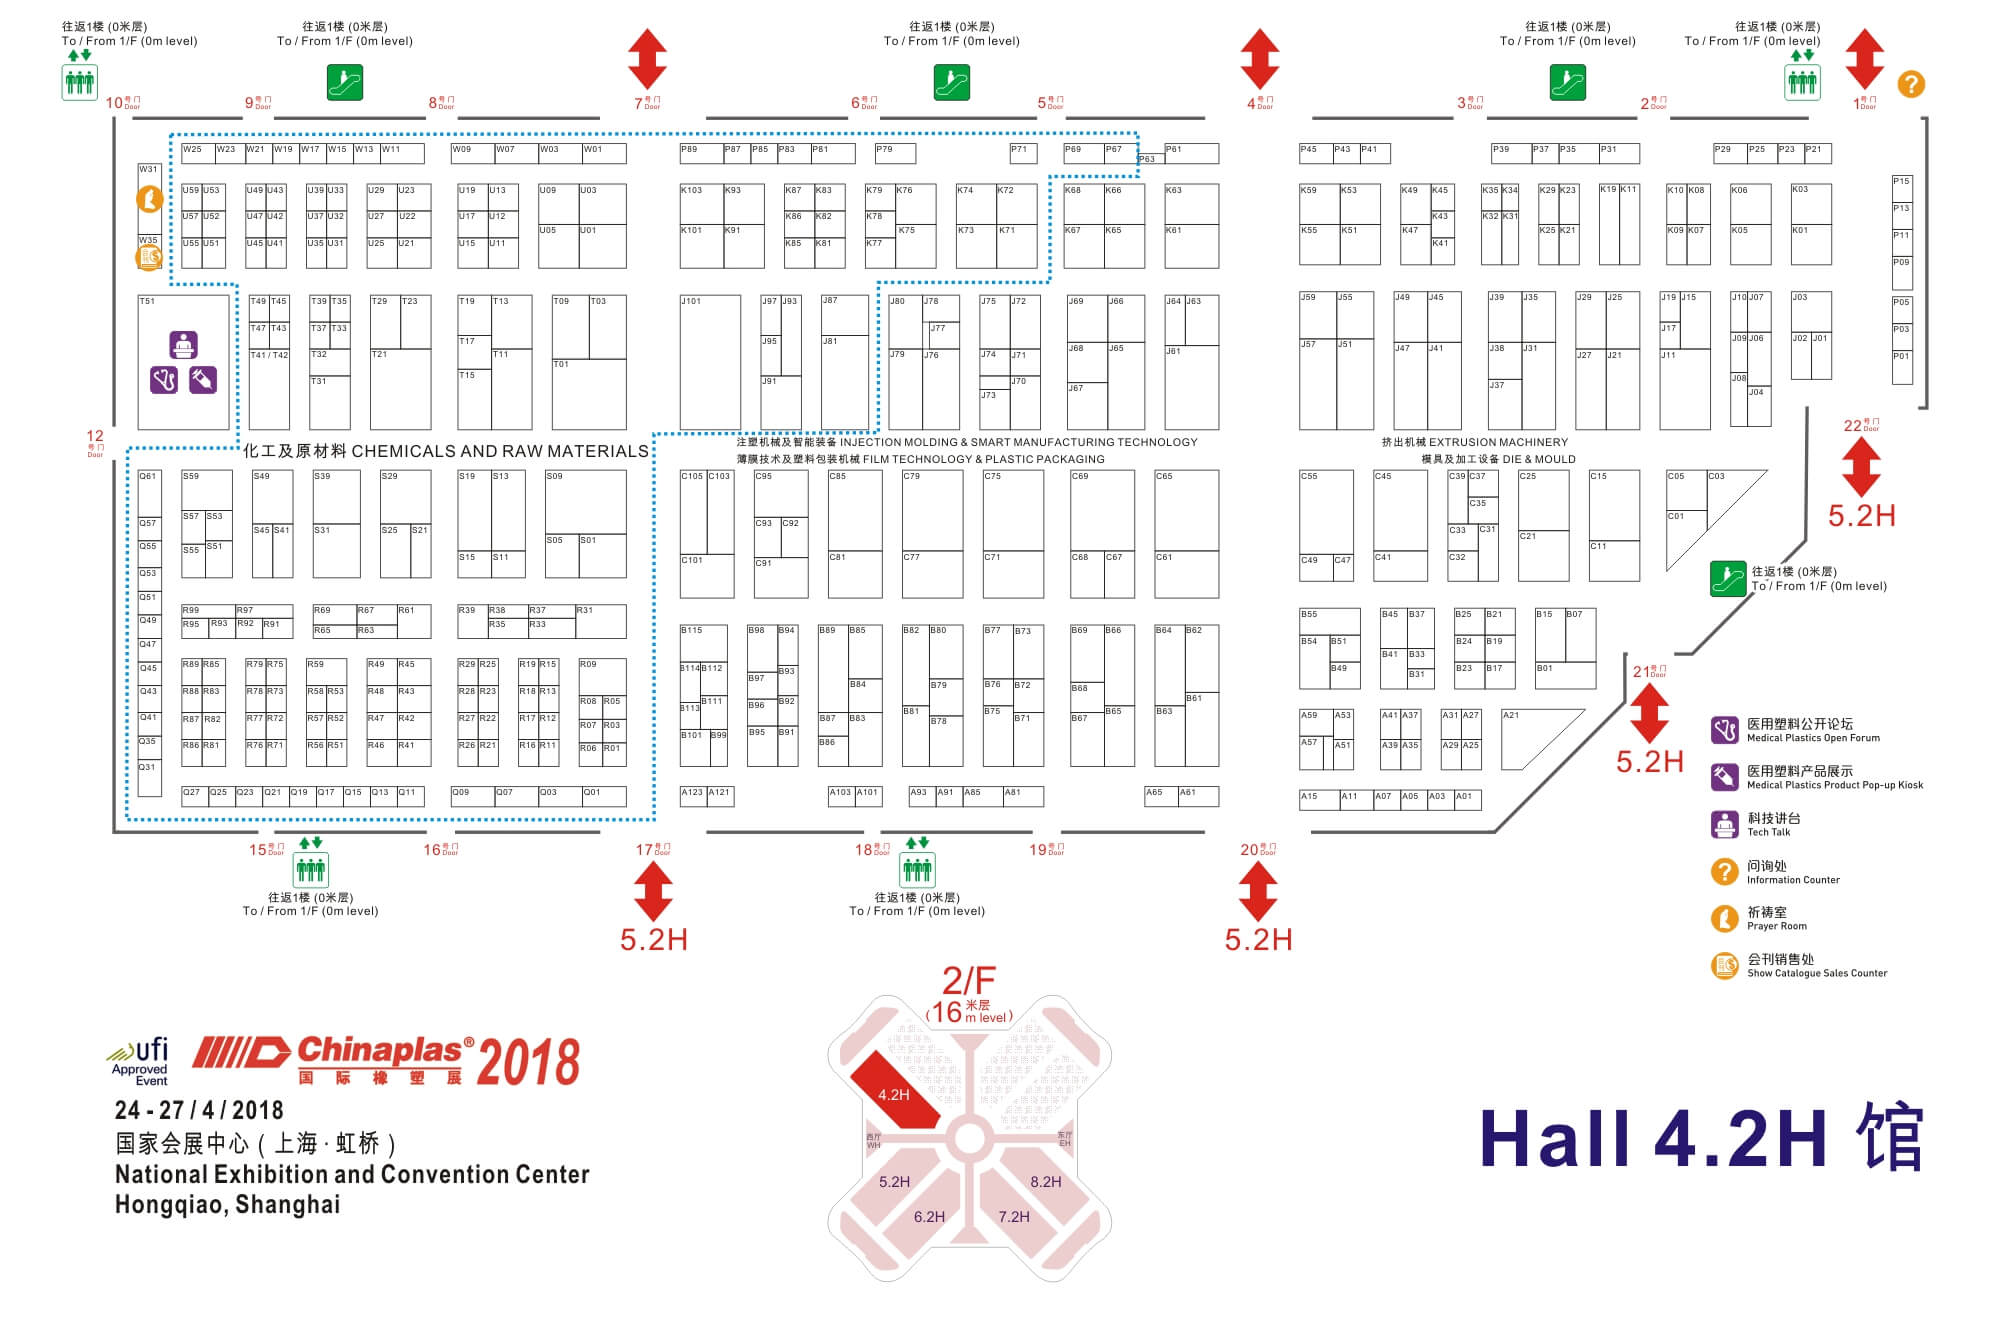 往返1楼 (0米层)
To / From 1/F (0m level)
往返1楼 (0米层)
To / From 1/F (0m level)
往返1楼 (0米层)
To / From 1/F (0m level)
往返1楼 (0米层)
To / From 1/F (0m level)
往返1楼 (0米层)
To / From 1/F (0m level)
10号门 Door
9号门 Door
8号门 Door
7号门 Door
6号门 Door
5号门 Door
4号门 Door
3号门 Door
2号门 Door
1号门 Door
?
W25 W23 W21 W19 W17 W15 W13 W11 W09 W07 W03 W01 P89 P87 P85 P83 P81 P79 P71 P69 P67 P63 P61 P45 P43 P41 P39 P37 P35 P31 P29 P25 P23 P21
W31
W35
P15
P13
P11
P09
P05
P03
P01
U59 U53 U49 U43 U39 U33 U29 U23 U19 U13 U09 U03 K103 K93 K87 K83 K79 K76 K74 K72 K68 K66 K63 K59 K53 K49 K45 K35 K34 K29 K23 K19 K11 K10 K08 K06 K03
U57 U52 U47 U42 U37 U32 U27 U22 U17 U12 K86 K82 K78 K43 K32 K31
U55 U51 U45 U41 U35 U31 U25 U21 U15 U11 U05 U01 K101 K91 K85 K81 K77 K75 K73 K71 K67 K65 K61 K55 K51 K47 K41 K25 K21 K09 K07 K05 K01
T51 T49 T45 T39 T35 T29 T23 T19 T13 T09 T03 J101 J97 J93 J87 J80 J78 J75 J72 J69 J66 J64 J63 J59 J55 J49 J45 J39 J35 J29 J25 J19 J15 J10 J07 J03
T47 T43 T37 T33 T17 J95 J81 J77 J68 J65 J61 J57 J51 J47 J41 J38 J31 J27 J21 J17 J11 J09 J06 J02 J01
T41 / T42 T32 T21 T11 T01 J79 J76 J74 J71
T31 T15 J91 J73 J70 J67 J37 J08 J04
12号门 Door
22号门 Door
5.2H
化工及原材料 CHEMICALS AND RAW MATERIALS
注塑机械及智能装备 INJECTION MOLDING & SMART MANUFACTURING TECHNOLOGY
薄膜技术及塑料包装机械 FILM TECHNOLOGY & PLASTIC PACKAGING
挤出机械 EXTRUSION MACHINERY
模具及加工设备 DIE & MOULD
Q61
Q57
Q55
Q53
Q51
Q49
Q47
Q45
Q43
Q41
Q35
Q31
S59 S49 S39 S29 S19 S13 S09 C105 C103 C95 C85 C79 C75 C69 C65 C55 C45 C39 C37 C25 C15 C05 C03
S57 S53 S45 S41 S31 S25 S21 C93 C92 C35 C33 C31 C21 C01
S55 S51 S15 S11 S05 S01 C101 C91 C81 C77 C71 C68 C67 C61 C49 C47 C41 C32 C11
往返1楼 (0米层)
To / From 1/F (0m level)
R99 R97 R69 R67 R61 R39 R38 R37 R31
R95 R93 R92 R91 R65 R63 R35 R33
B115 B98 B94 B89 B85 B82 B80 B77 B73 B69 B66 B64 B62 B55 B45 B37 B25 B21 B15 B07
R89 R85 R79 R75 R59 R49 R45 R29 R25 R19 R15 R09 B114 B112 B97 B93 B54 B51 B41 B33 B24 B19
R88 R83 R78 R73 R58 R53 R48 R43 R28 R23 R18 R13 R08 R05 B113 B111 B96 B92 B84 B79 B76 B72 B68 B61 B49 B31 B23 B17 B01
R87 R82 R77 R72 R57 R52 R47 R42 R27 R22 R17 R12 R07 R03 B101 B99 B95 B91 B87 B83 B81 B78 B75 B71 B67 B65 B63
R86 R81 R76 R71 R56 R51 R46 R41 R26 R21 R16 R11 R06 R01 B86
A59 A53 A41 A37 A31 A27 A21
A57 A51 A39 A35 A29 A25
Q27 Q25 Q23 Q21 Q19 Q17 Q15 Q13 Q11 Q09 Q07 Q03 Q01 A123 A121 A103 A101 A93 A91 A85 A81 A65 A61 A15 A11 A07 A05 A03 A01
21号门 Door
5.2H
15号门 Door
16号门 Door
17号门 Door
18号门 Door
19号门 Door
20号门 Door
往返1楼 (0米层)
To / From 1/F (0m level)
往返1楼 (0米层)
To / From 1/F (0m level)
5.2H
5.2H
医用塑料公开论坛
Medical Plastics Open Forum
医用塑料产品展示
Medical Plastics Product Pop-up Kiosk
科技讲台
Tech Talk
?
问询处
Information Counter
祈祷室
Prayer Room
会刊销售处
Show Catalogue Sales Counter
2/F
(16米层 m level)
4.2H
西厅 WH
东厅 EH
5.2H
8.2H
6.2H
7.2H
ufi
Approved
Event
Chinaplas® 2018
国际橡塑展
24 - 27 / 4 / 2018
国家会展中心 ( 上海 · 虹桥 )
National Exhibition and Convention Center
Hongqiao, Shanghai
Hall 4.2H 馆